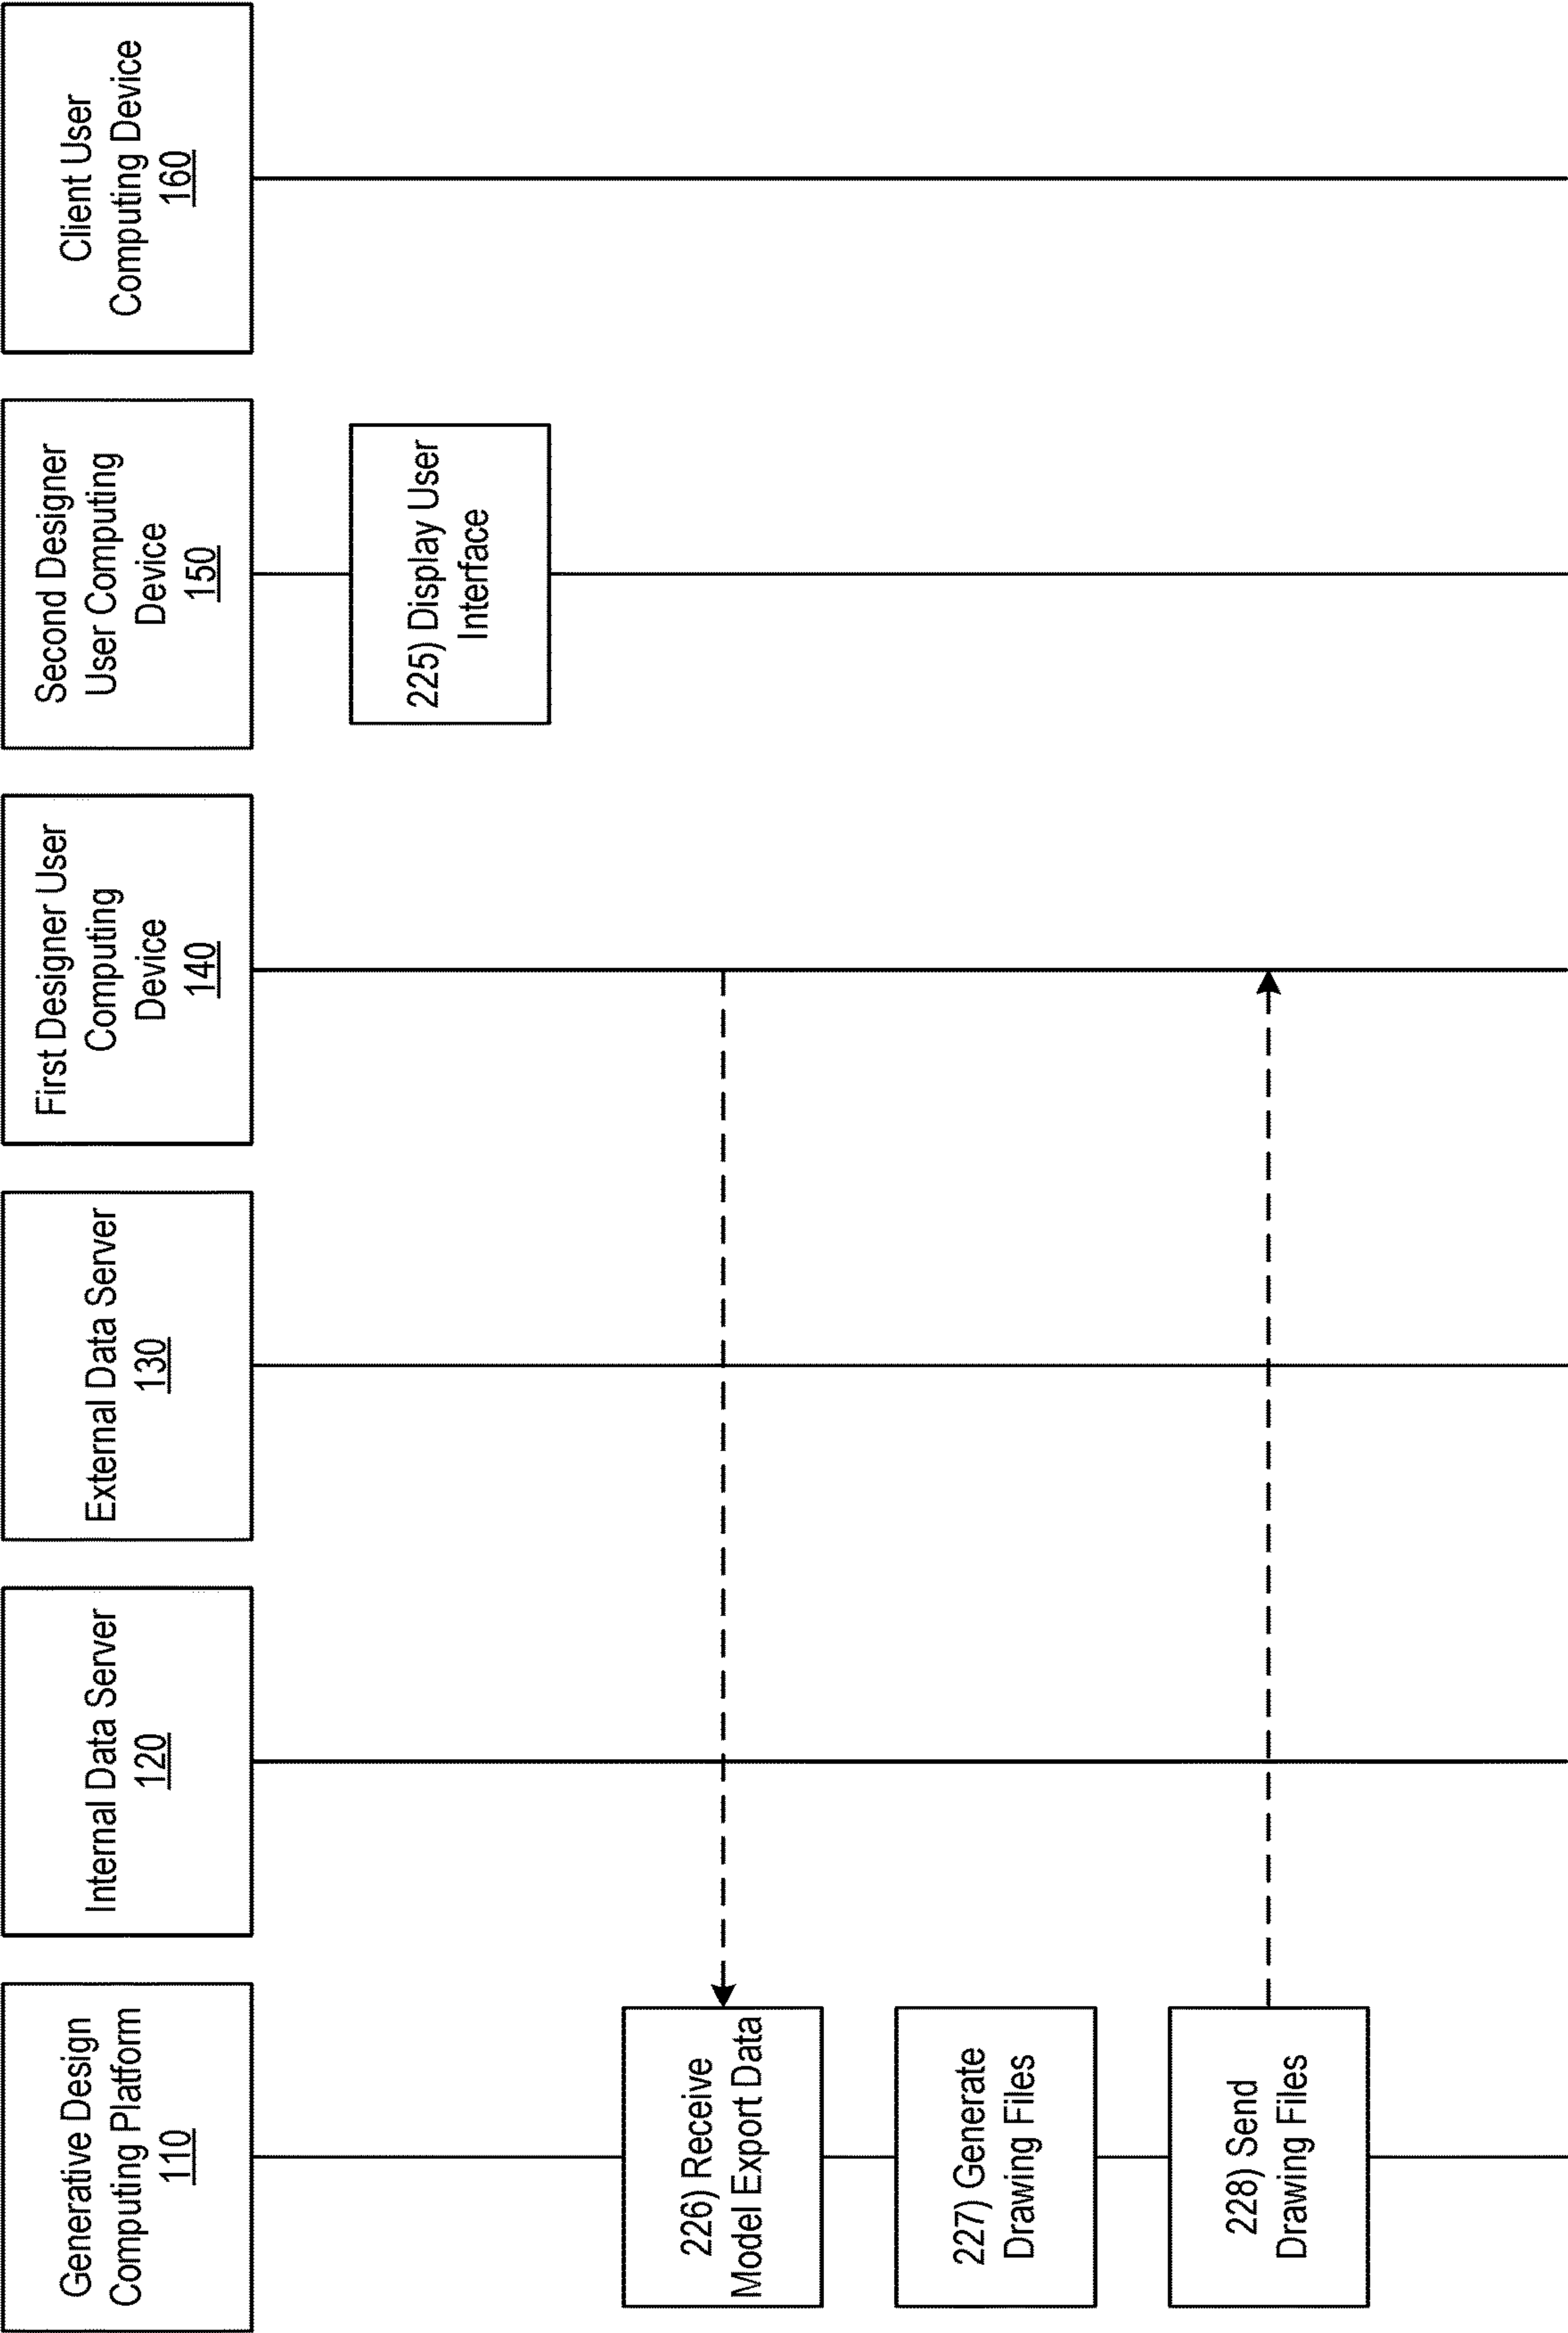 Generative Design
Computing Platform
110
Internal Data Server
120
External Data Server
130
First Designer User
Computing
Device
140
Second Designer
User Computing
Device
150
Client User
Computing Device
160
225) Display User
Interface
226) Receive
Model Export Data
227) Generate
Drawing Files
228) Send
Drawing Files